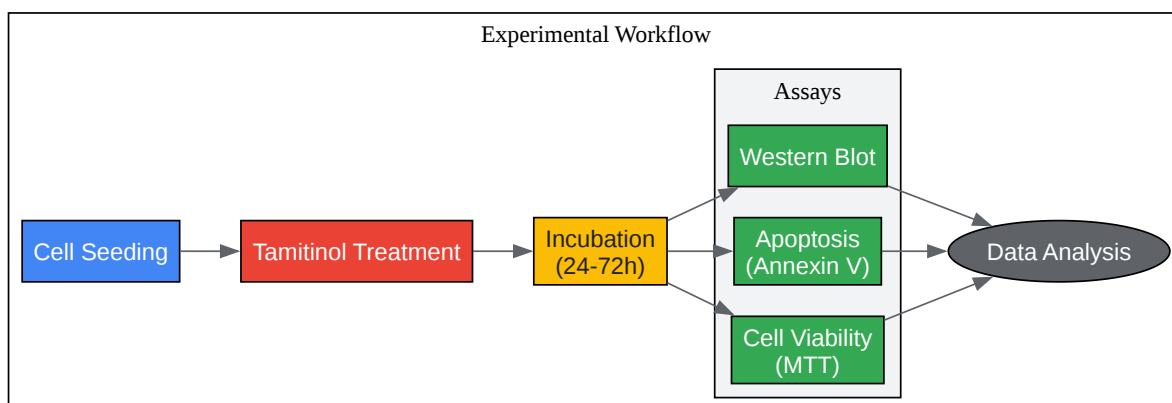 Experimental Workflow
Assays
Western Blot
Cell Seeding
Tamitinol Treatment
Incubation
(24-72h)
Apoptosis
(Annexin V)
Data Analysis
Cell Viability
(MTT)